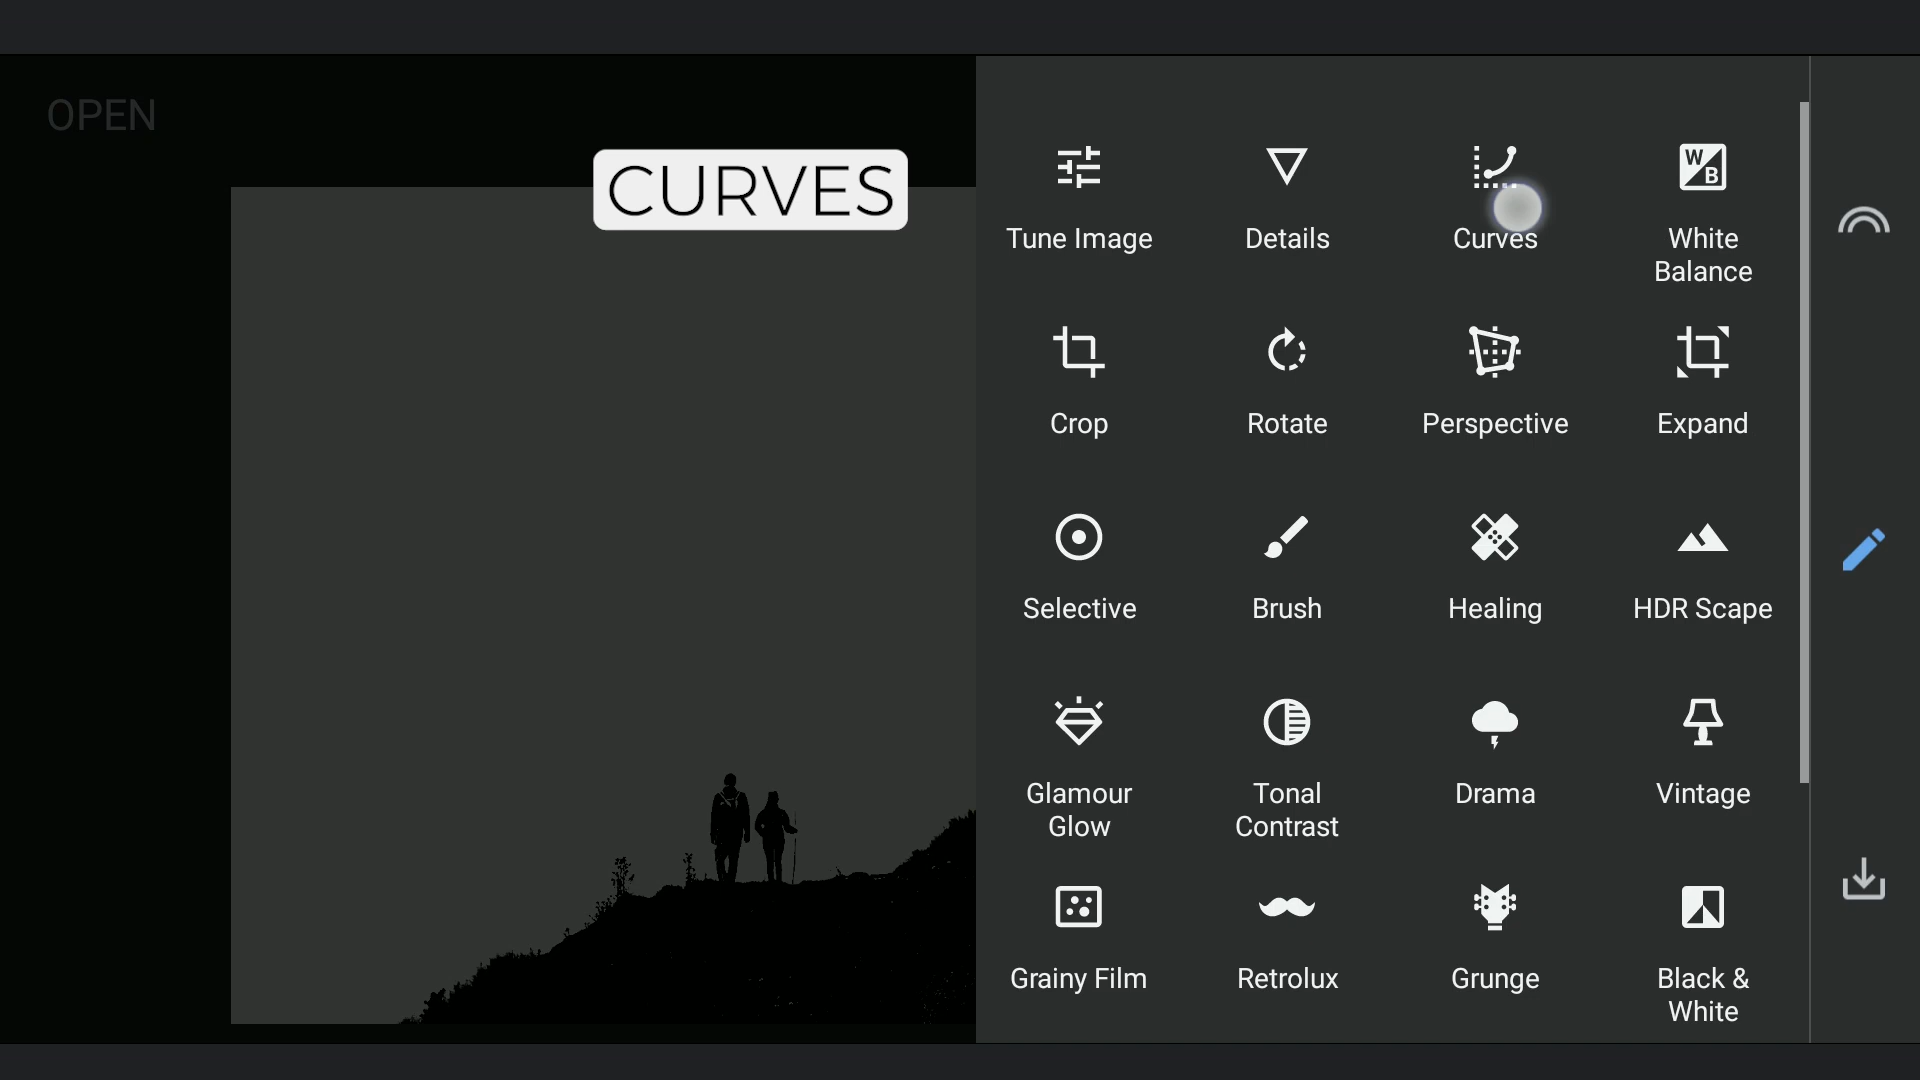 OPEN
CURVES
Tune Image
Details
Curves
White
Balance
W
B
Crop
Rotate
Perspective
Expand
Selective
Brush
Healing
HDR Scape
Glamour
Glow
Tonal
Contrast
Drama
Vintage
Grainy Film
Retrolux
Grunge
Black &
White